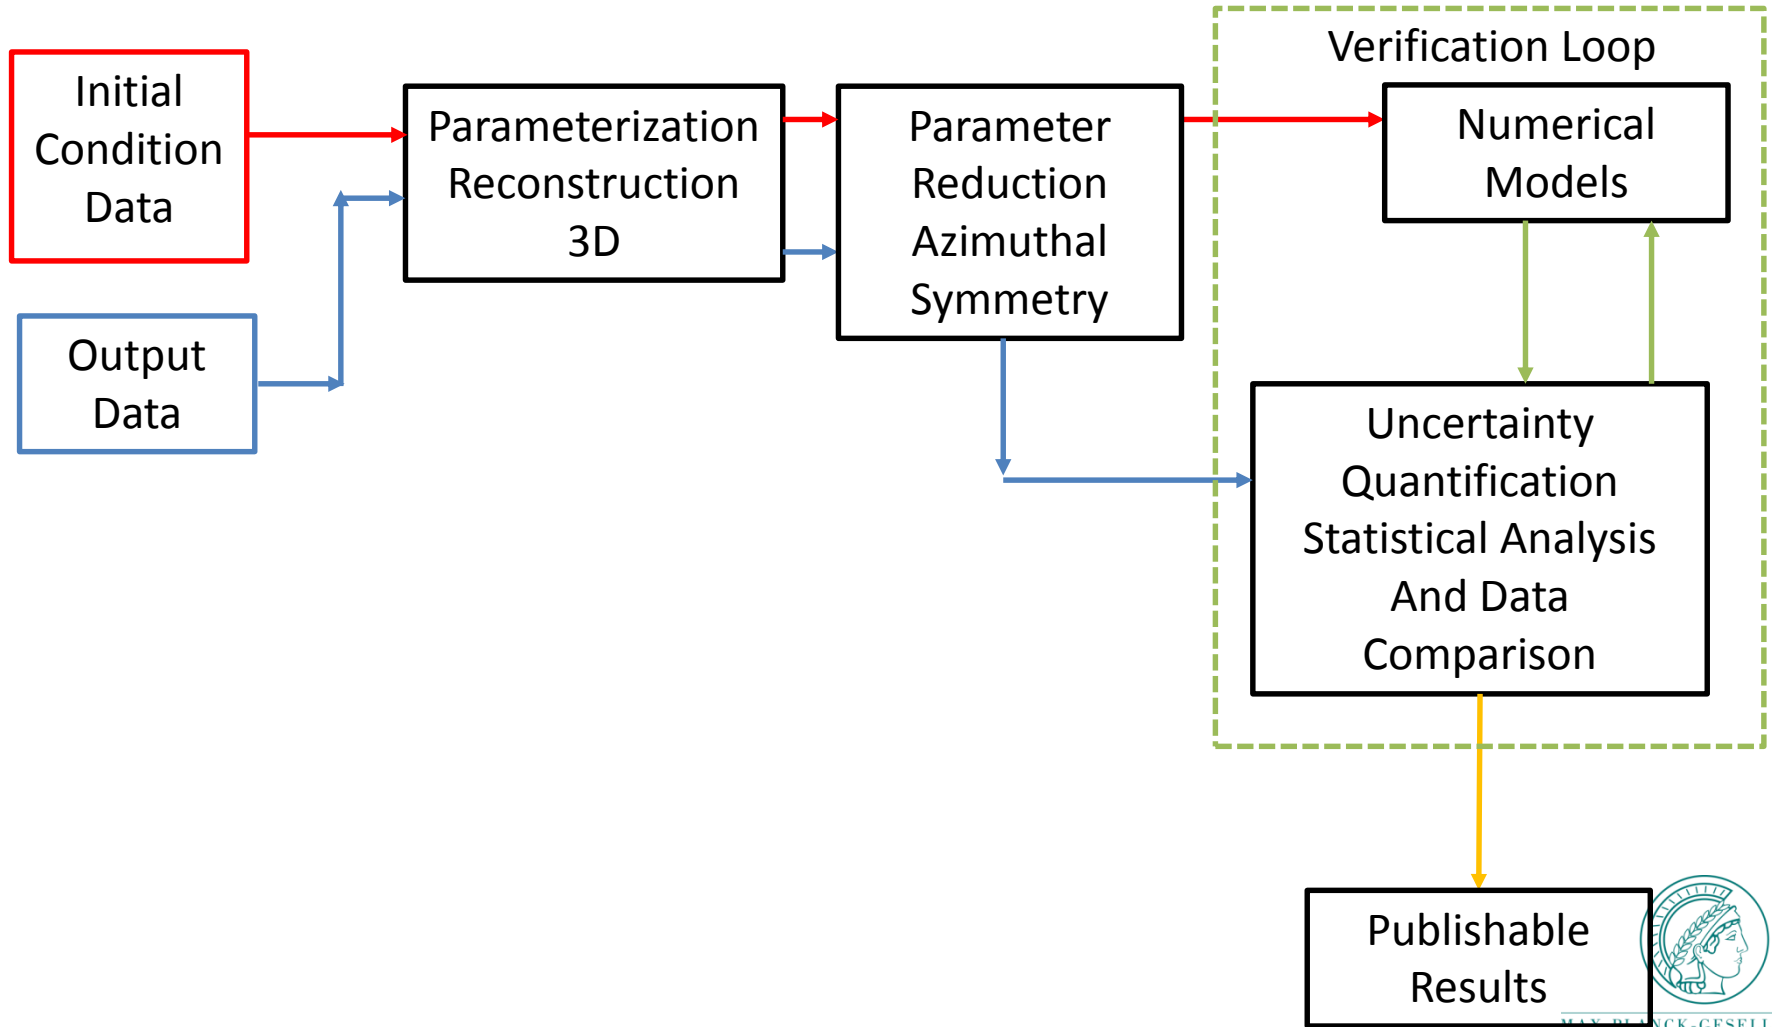 Verification Loop
Initial
Condition
Data
Parameterization
Reconstruction
3D
Parameter
Reduction
Azimuthal
Symmetry
Numerical
Models
Output
Data
Uncertainty
Quantification
Statistical Analysis
And Data
Comparison
Publishable
Results